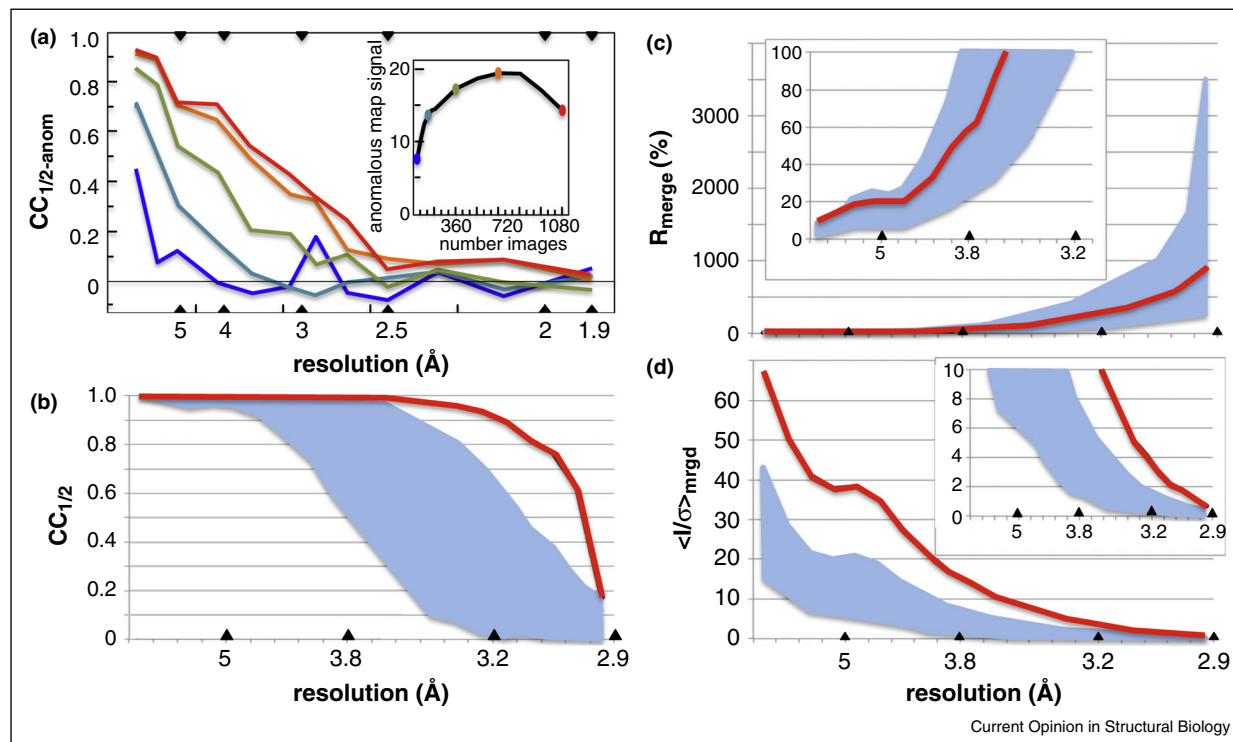 (a)
1.0
0.8
0.6
0.4
0.2
0
CC1/2-anom
5 4 3 2.5 2 1.9
resolution (Å)
20
10
0
anomalous map signal
360 720 1080
number images
(b)
1.0
0.8
0.6
0.4
0.2
0
CC1/2
5 3.8 3.2 2.9
resolution (Å)
(c)
3000
2000
1000
0
Rmerge (%)
100
80
60
40
20
0
5 3.8 3.2
(d)
60
50
40
30
20
10
0
<I/σ>mrgd
10
8
6
4
2
0
5 3.8 3.2 2.9
5 3.8 3.2 2.9
resolution (Å)
Current Opinion in Structural Biology